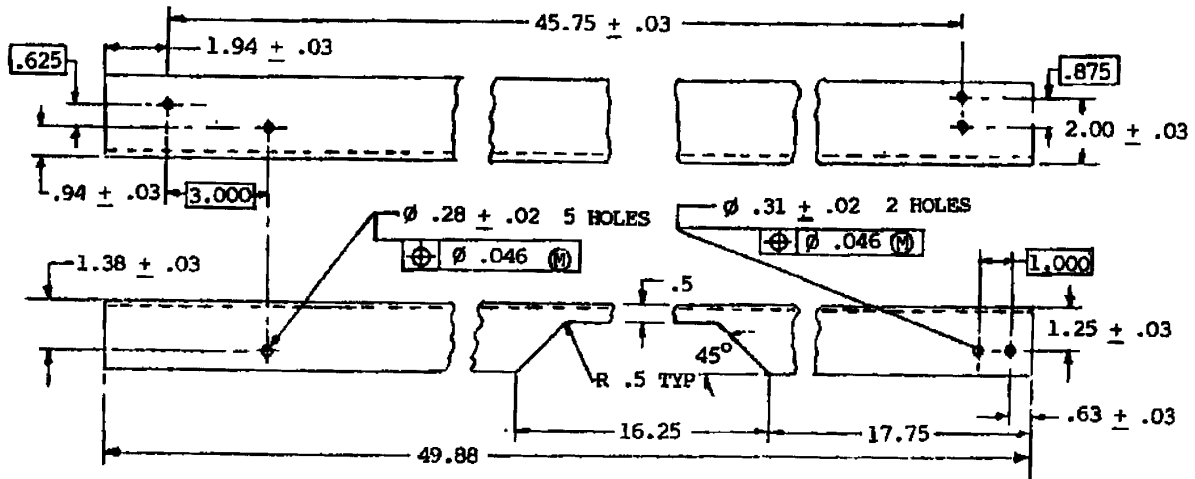 45.75 ± .03
1.94 ± .03
.625
.875
2.00 ± .03
.94 ± .03
3.000
Ø .28 ± .02 5 HOLES
⌖ Ø .046 Ⓜ
Ø .31 ± .02 2 HOLES
⌖ Ø .046 Ⓜ
1.38 ± .03
.5
1.000
1.25 ± .03
45°
R .5 TYP
.63 ± .03
16.25
17.75
49.88